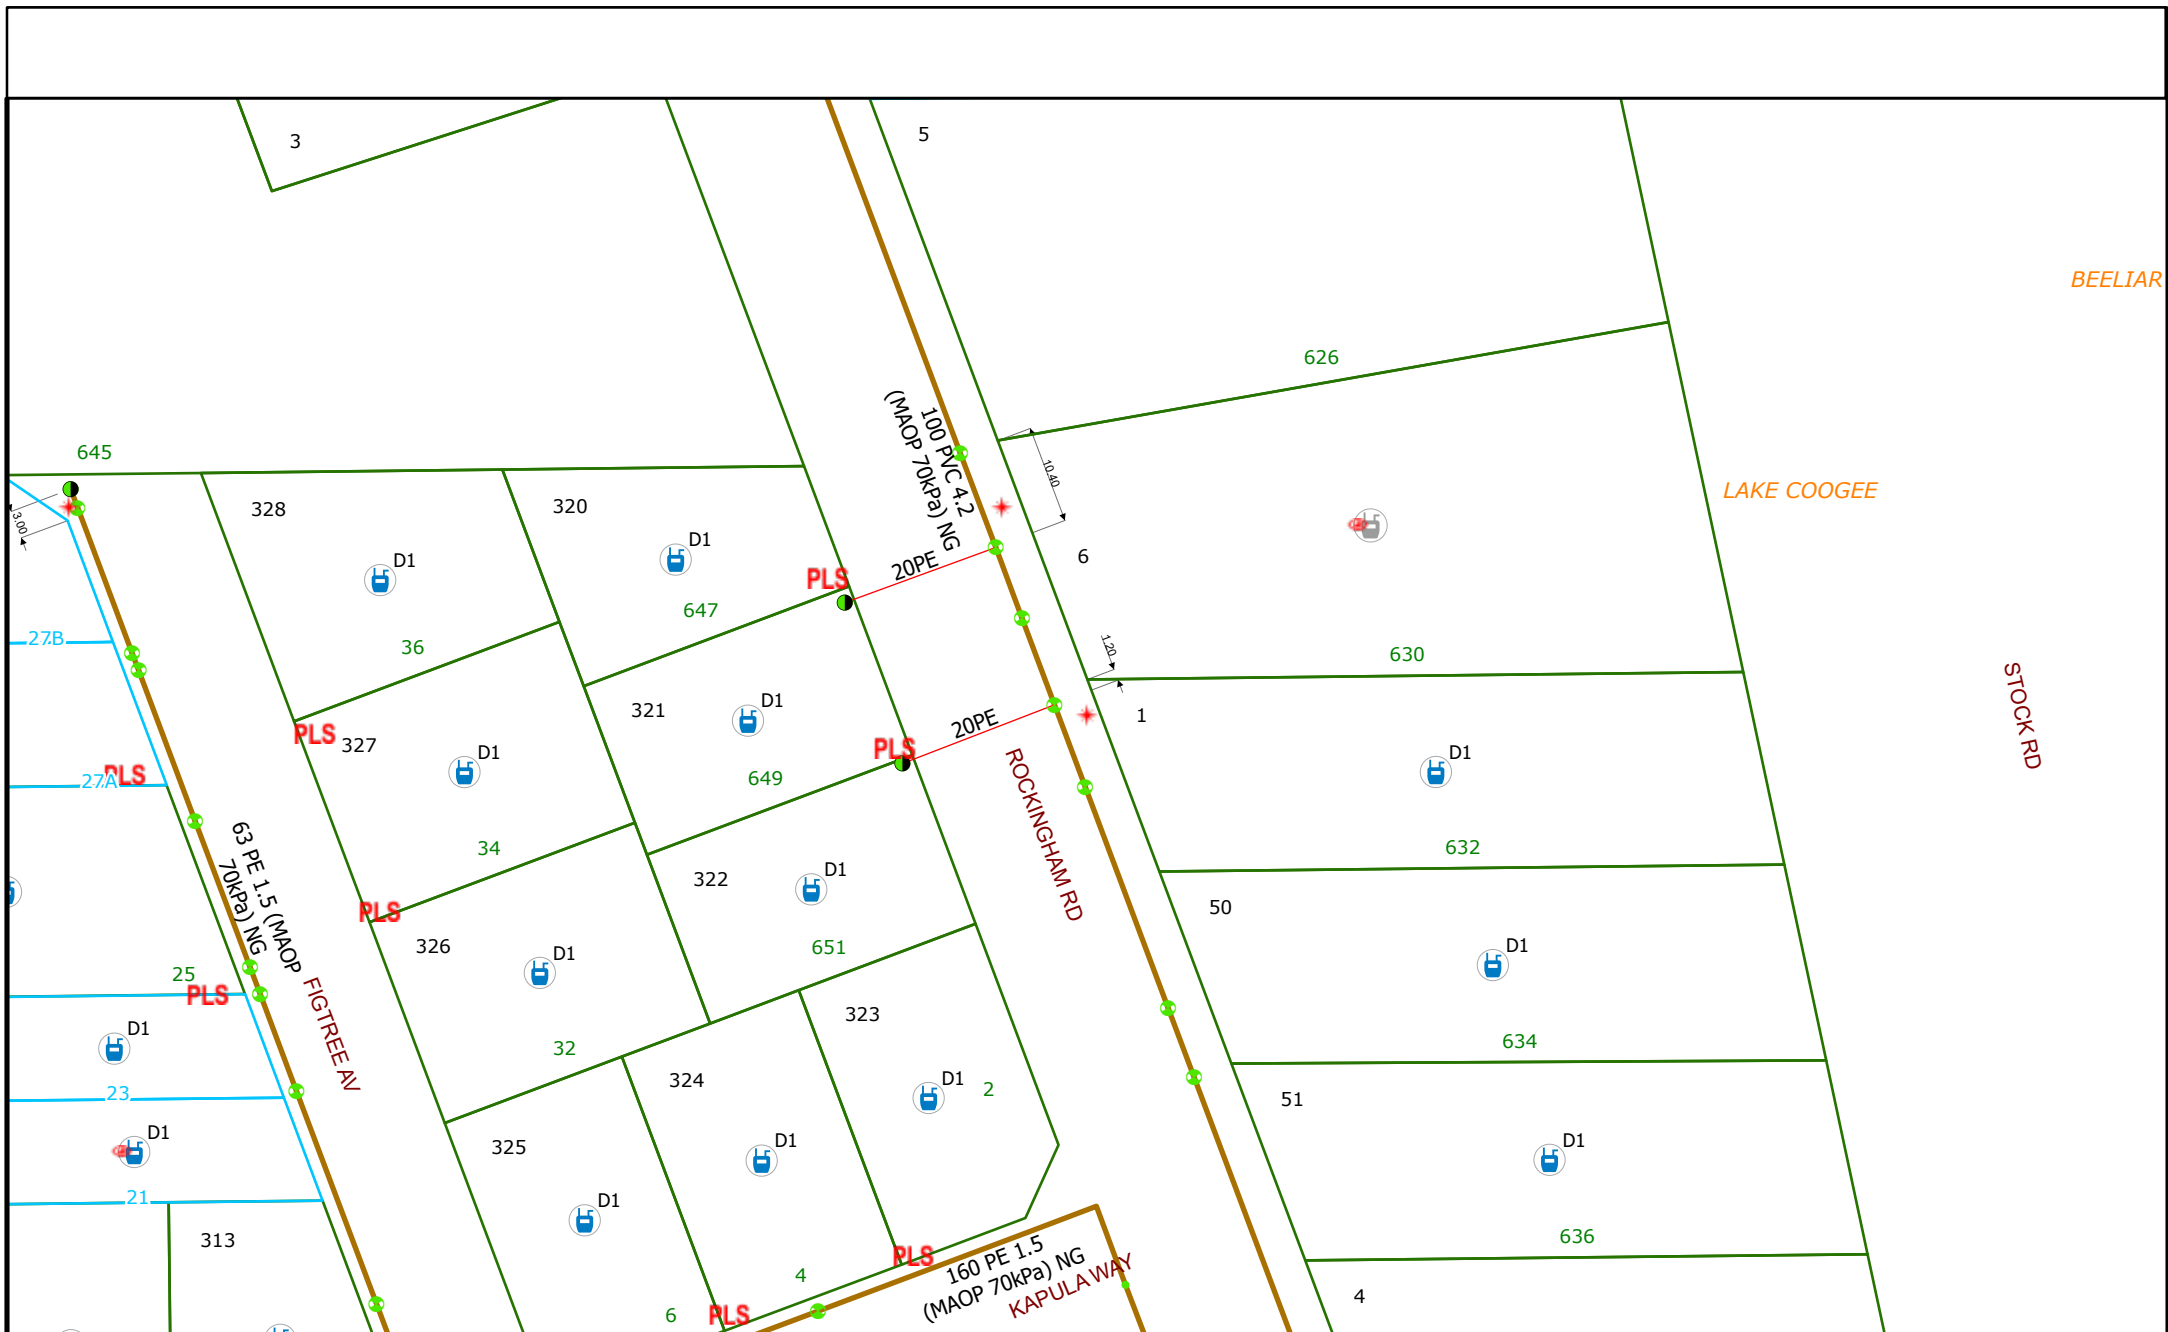 3
5
BEELIAR
626
645
100 PVC 4.2
(MAOP 70kPa) NG
10.40
LAKE COOGEE
328
320
3.00
D1
D1
20PE
PLS
6
647
27B
36
1.20
630
STOCK RD
321
D1
1
PLS
327
20PE
PLS
D1
27A
PLS
649
D1
63 PE 1.5 (MAOP
70kPa) NG
ROCKINGHAM RD
34
632
322
D1
50
PLS
326
651
D1
D1
25
PLS
FIGTREE AV
323
D1
32
634
324
D1
2
23
51
D1
325
D1
D1
21
D1
313
636
160 PE 1.5
(MAOP 70kPa) NG
KAPULA WAY
PLS
4
4
6
PLS